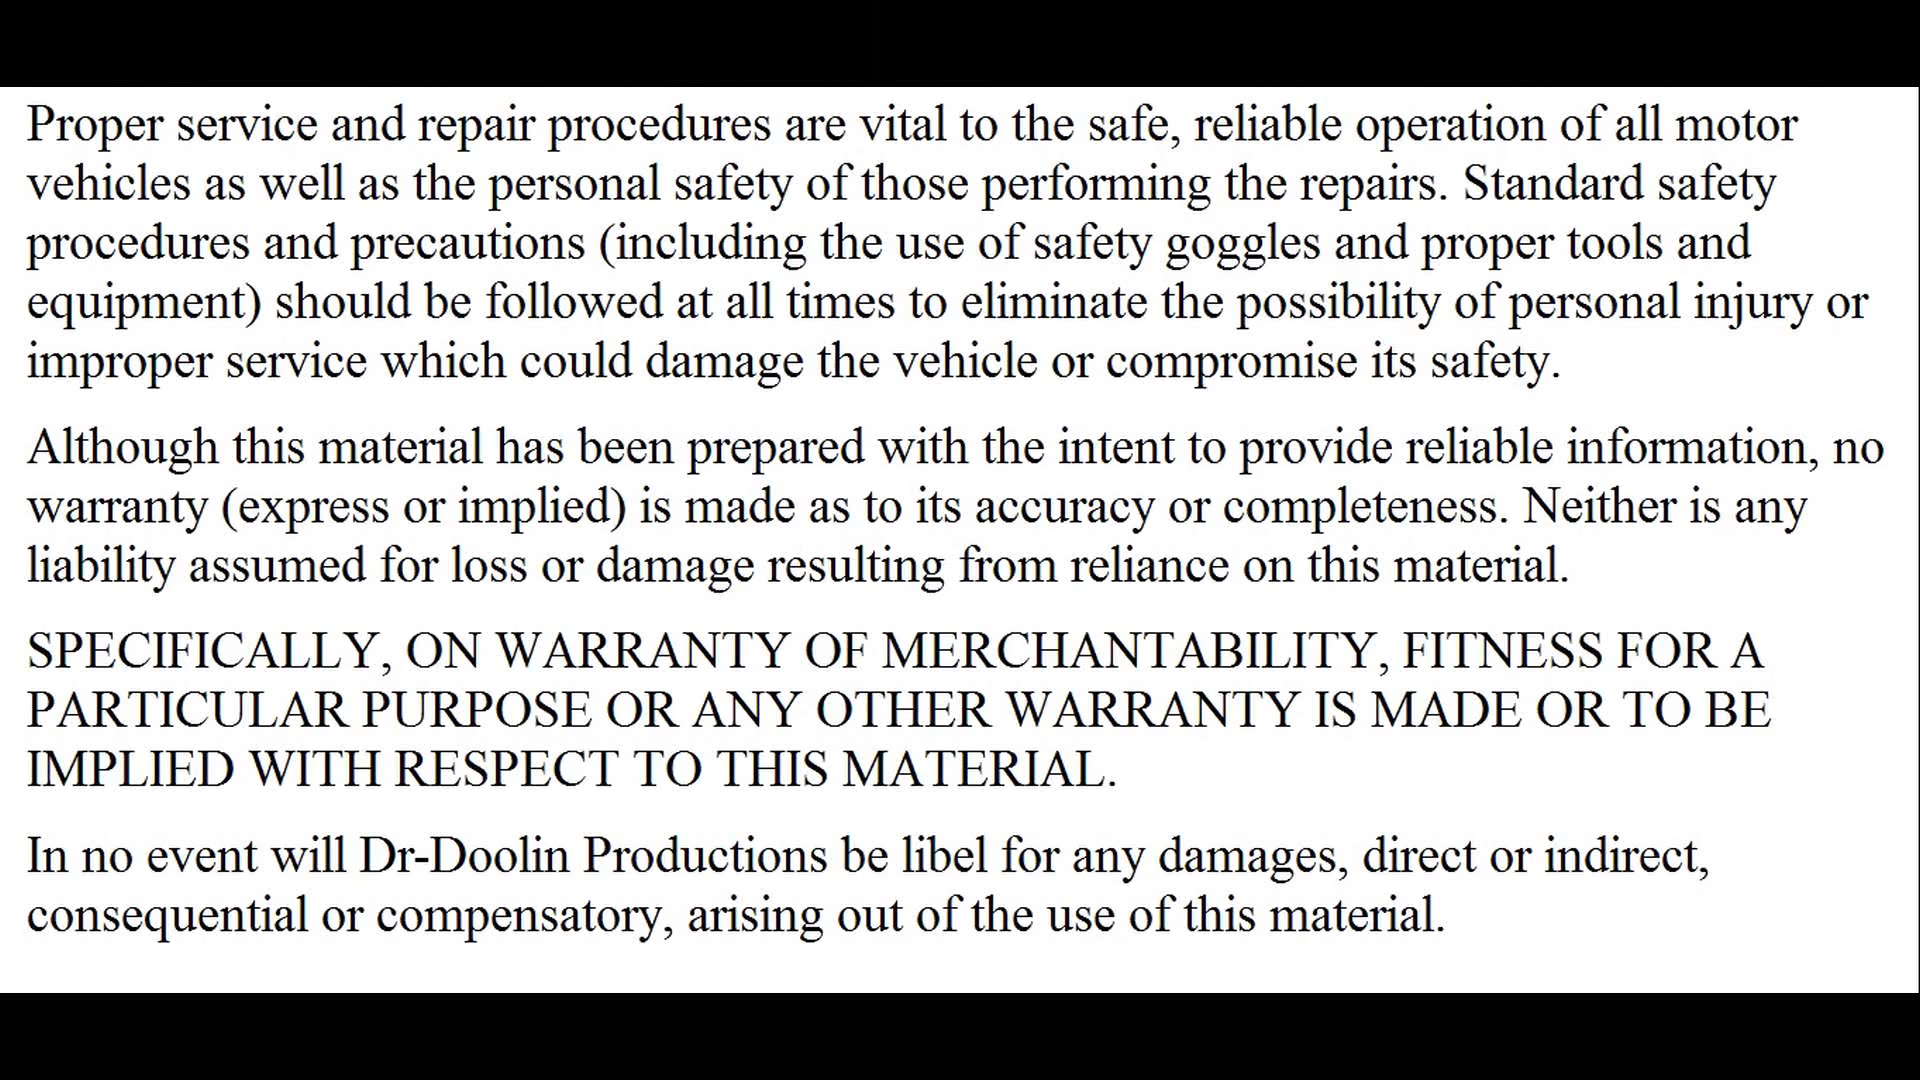 Proper service and repair procedures are vital to the safe, reliable operation of all motor
vehicles as well as the personal safety of those performing the repairs. Standard safety
procedures and precautions (including the use of safety goggles and proper tools and
equipment) should be followed at all times to eliminate the possibility of personal injury or
improper service which could damage the vehicle or compromise its safety.
Although this material has been prepared with the intent to provide reliable information, no
warranty (express or implied) is made as to its accuracy or completeness. Neither is any
liability assumed for loss or damage resulting from reliance on this material.
SPECIFICALLY, ON WARRANTY OF MERCHANTABILITY, FITNESS FOR A
PARTICULAR PURPOSE OR ANY OTHER WARRANTY IS MADE OR TO BE
IMPLIED WITH RESPECT TO THIS MATERIAL.
In no event will Dr-Doolin Productions be libel for any damages, direct or indirect,
consequential or compensatory, arising out of the use of this material.